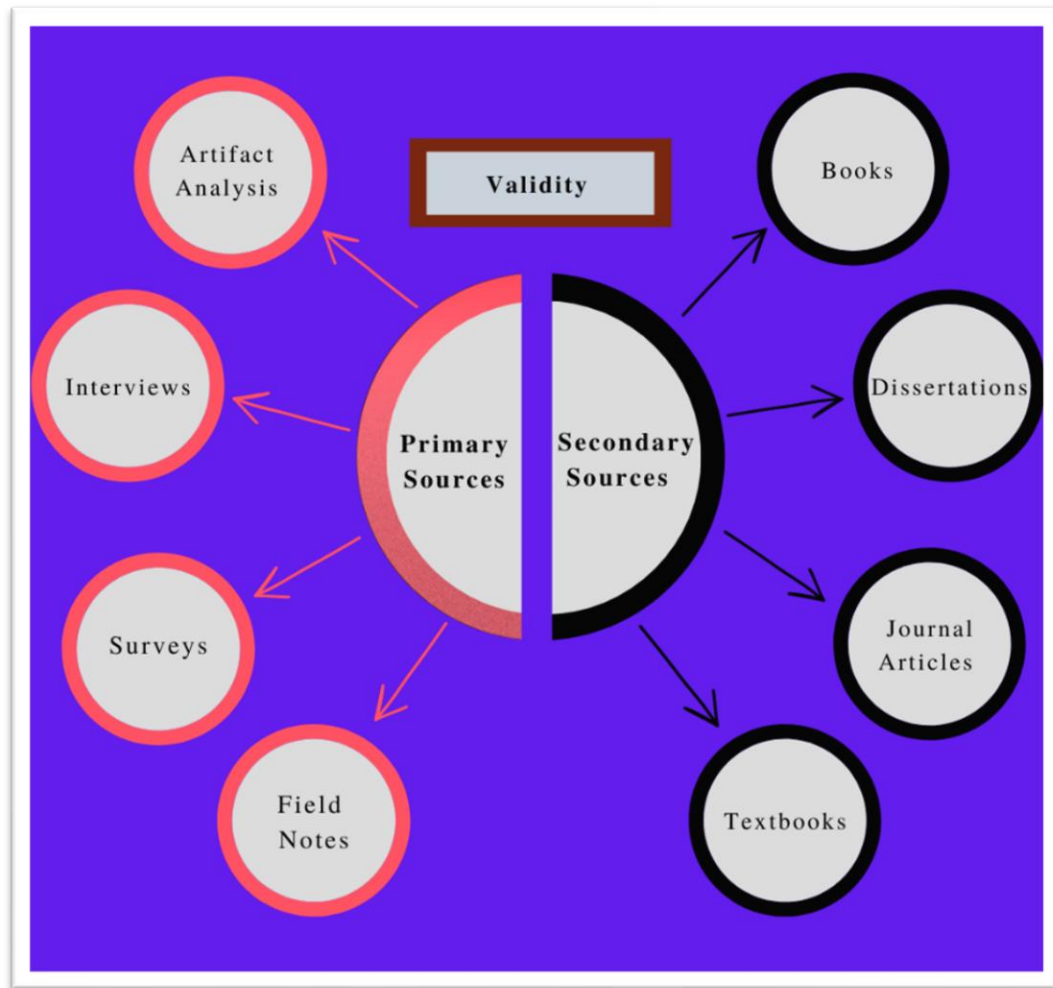 Validity
Artifact
Analysis
Interviews
Surveys
Field
Notes
Primary
Sources
Secondary
Sources
Books
Dissertations
Journal
Articles
Textbooks